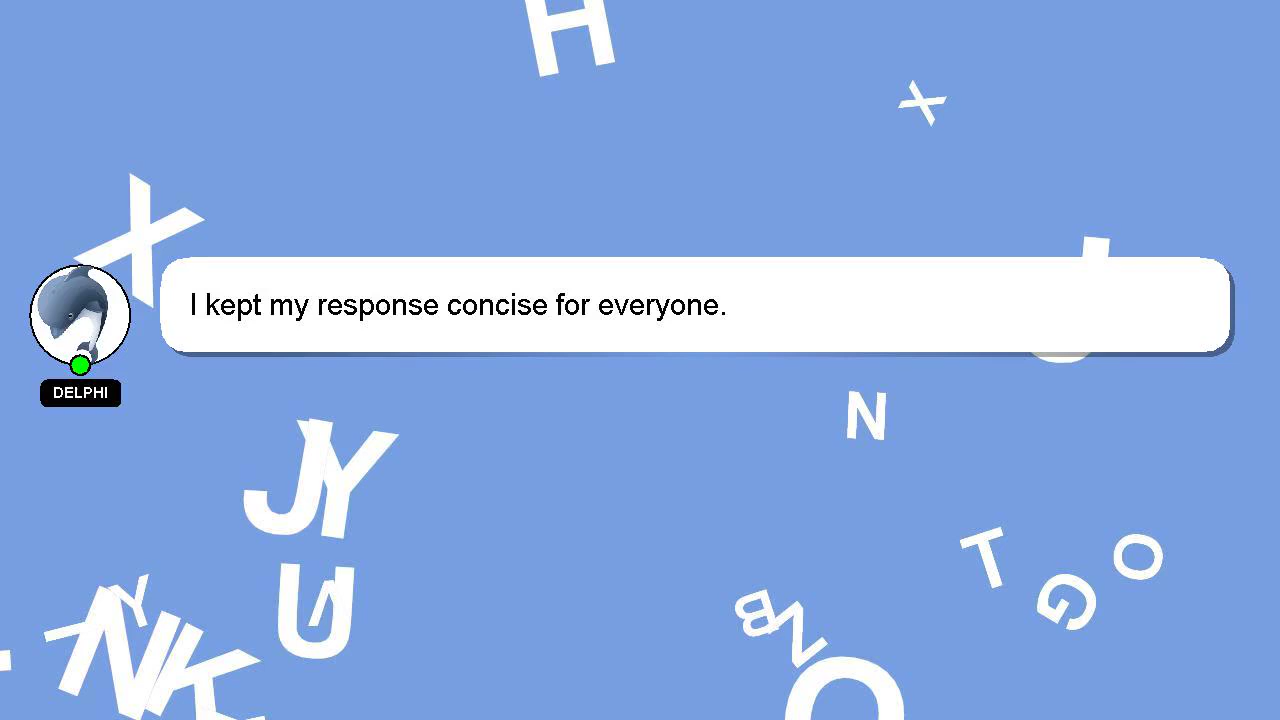 H
X
X
I kept my response concise for everyone.
DELPHI
N
J
Y
T
O
U
Y
G
B
N
N
K
O